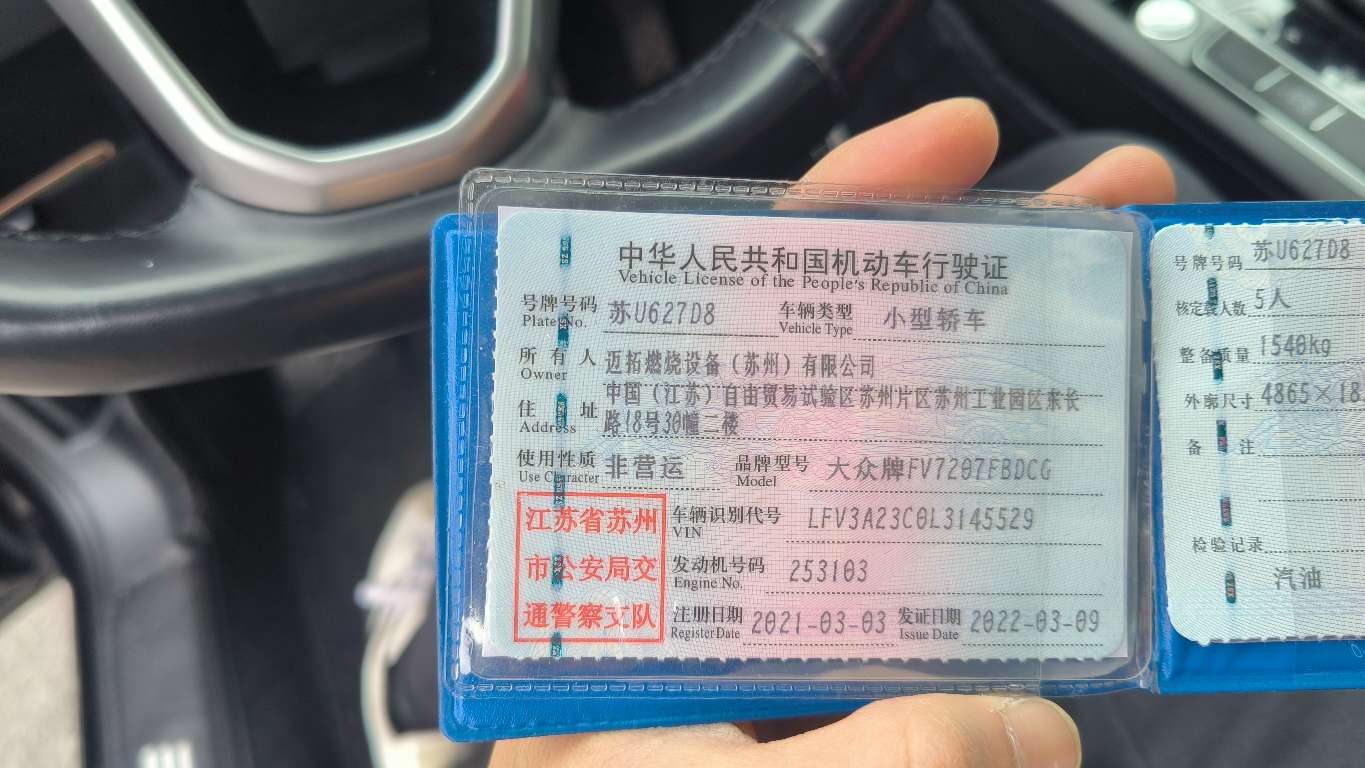 中华人民共和国机动车行驶证
Vehicle License of the People's Republic of China
号牌号码 苏U627D8 车辆类型 小型轿车
Plate No. Vehicle Type
所有人 迈拓燃烧设备（苏州）有限公司
Owner
住址 中国（江苏）自由贸易试验区苏州片区苏州工业园区东长
Address 路18号30幢二楼
使用性质 非营运 品牌型号 大众牌FV7207FBDCG
Use Character Model
江苏省苏州
市公安局交
通警察支队
车辆识别代号 LFV3A23C0L3145529
VIN
发动机号码 253103
Engine No.
注册日期 2021-03-03 发证日期 2022-03-09
Register Date Issue Date
号牌号码 苏U627D8
核定载人数 5人
整备质量 1540kg
外廓尺寸 4865×18
备注
检验记录
汽油